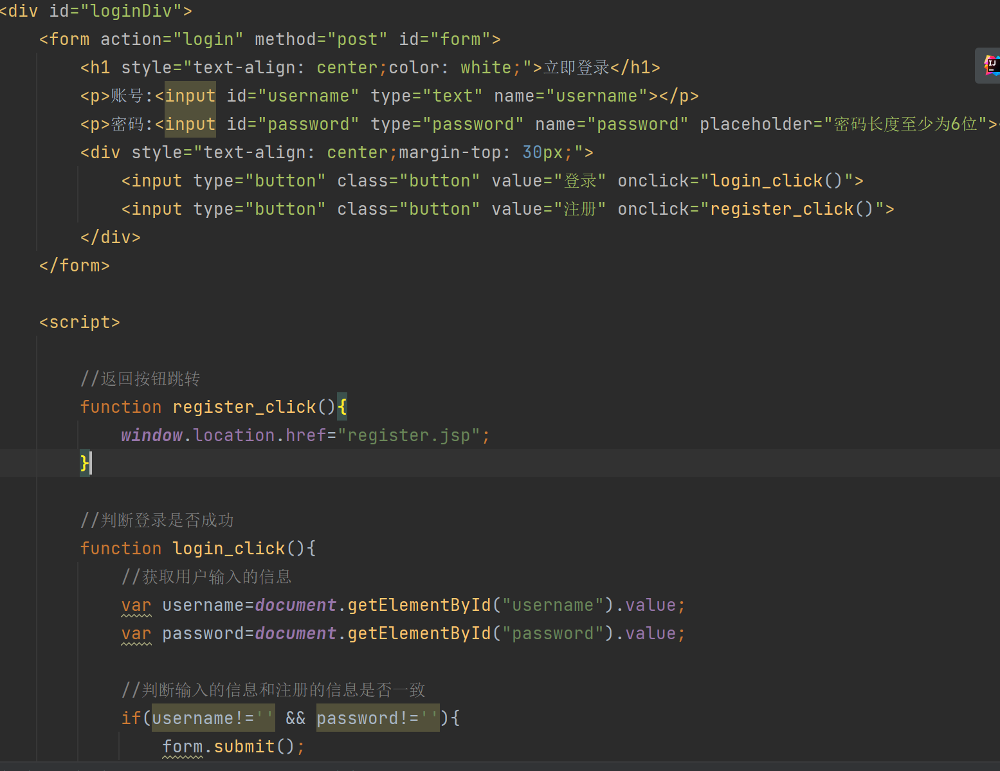 <div id="loginDiv">
    <form action="login" method="post" id="form">
        <h1 style="text-align: center;color: white;">立即登录</h1>
        <p>账号:<input id="username" type="text" name="username"></p>
        <p>密码:<input id="password" type="password" name="password" placeholder="密码长度至少为6位">
        <div style="text-align: center;margin-top: 30px;">
            <input type="button" class="button" value="登录" onclick="login_click()">
            <input type="button" class="button" value="注册" onclick="register_click()">
        </div>
    </form>
    <script>
        //返回按钮跳转
        function register_click(){
            window.location.href="register.jsp";
        }
        //判断登录是否成功
        function login_click(){
            //获取用户输入的信息
            var username=document.getElementById("username").value;
            var password=document.getElementById("password").value;
            //判断输入的信息和注册的信息是否一致
            if(username!='' && password!=''){
                form.submit();
IJ